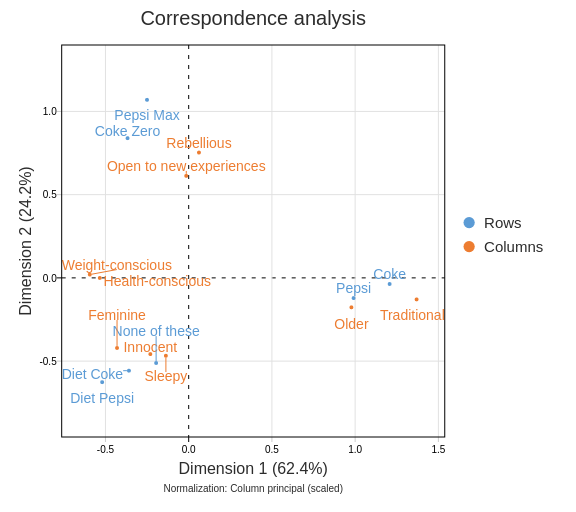 Correspondence analysis
1.0
0.5
0.0
-0.5
Dimension 2 (24.2%)
Pepsi Max
Coke Zero
Rebellious
Open to new experiences
Weight-conscious
Health-conscious
Coke
Pepsi
Older
Traditional
Feminine
None of these
Innocent
Diet Coke
Sleepy
Diet Pepsi
Rows
Columns
-0.5 0.0 0.5 1.0 1.5
Dimension 1 (62.4%)
Normalization: Column principal (scaled)